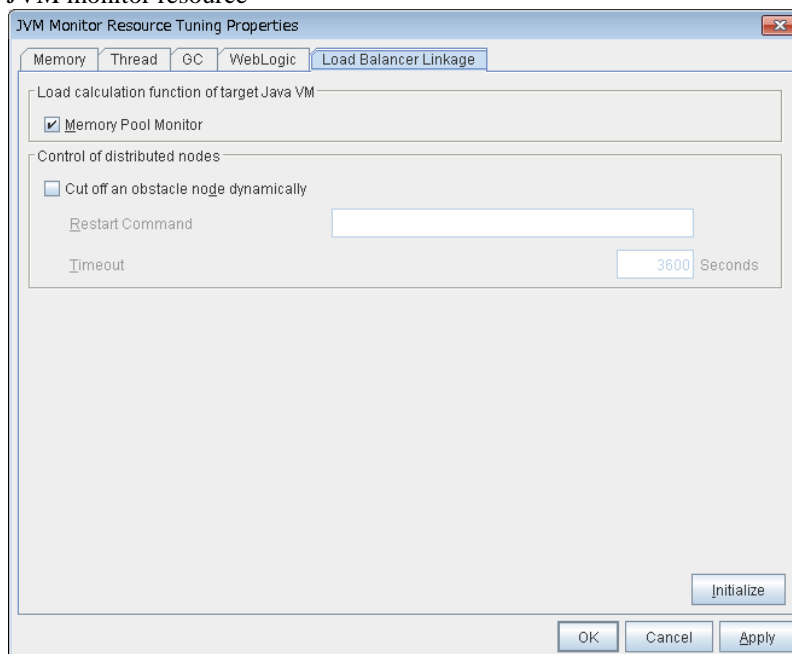 JVM monitor resource
JVM Monitor Resource Tuning Properties
Memory Thread GC WebLogic Load Balancer Linkage
Load calculation function of target Java VM
Memory Pool Monitor
Control of distributed nodes
Cut off an obstacle node dynamically
Restart Command
Timeout 3600 Seconds
Initialize
OK Cancel Apply